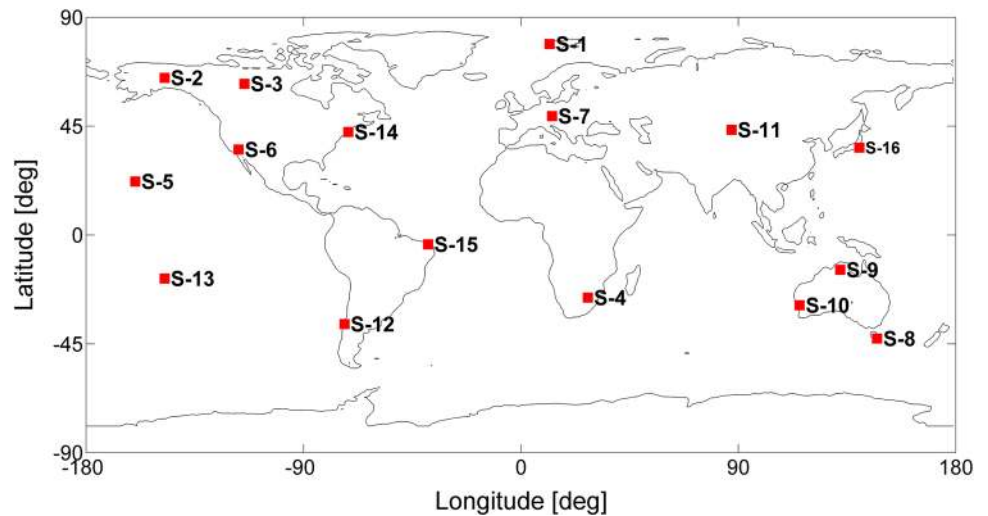 90
S-1
S-2
S-3
S-7
45
S-14
S-11
S-6
S-16
S-5
0
S-15
S-9
S-13
S-4
S-10
S-12
S-8
-45
-90
-180
-90
0
90
180
Latitude [deg]
Longitude [deg]